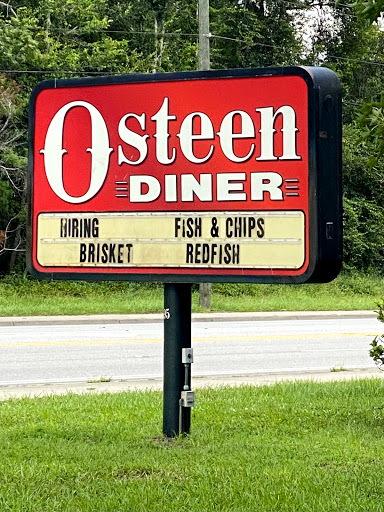 Osteen
DINER
HIRING FISH & CHIPS
BRISKET REDFISH